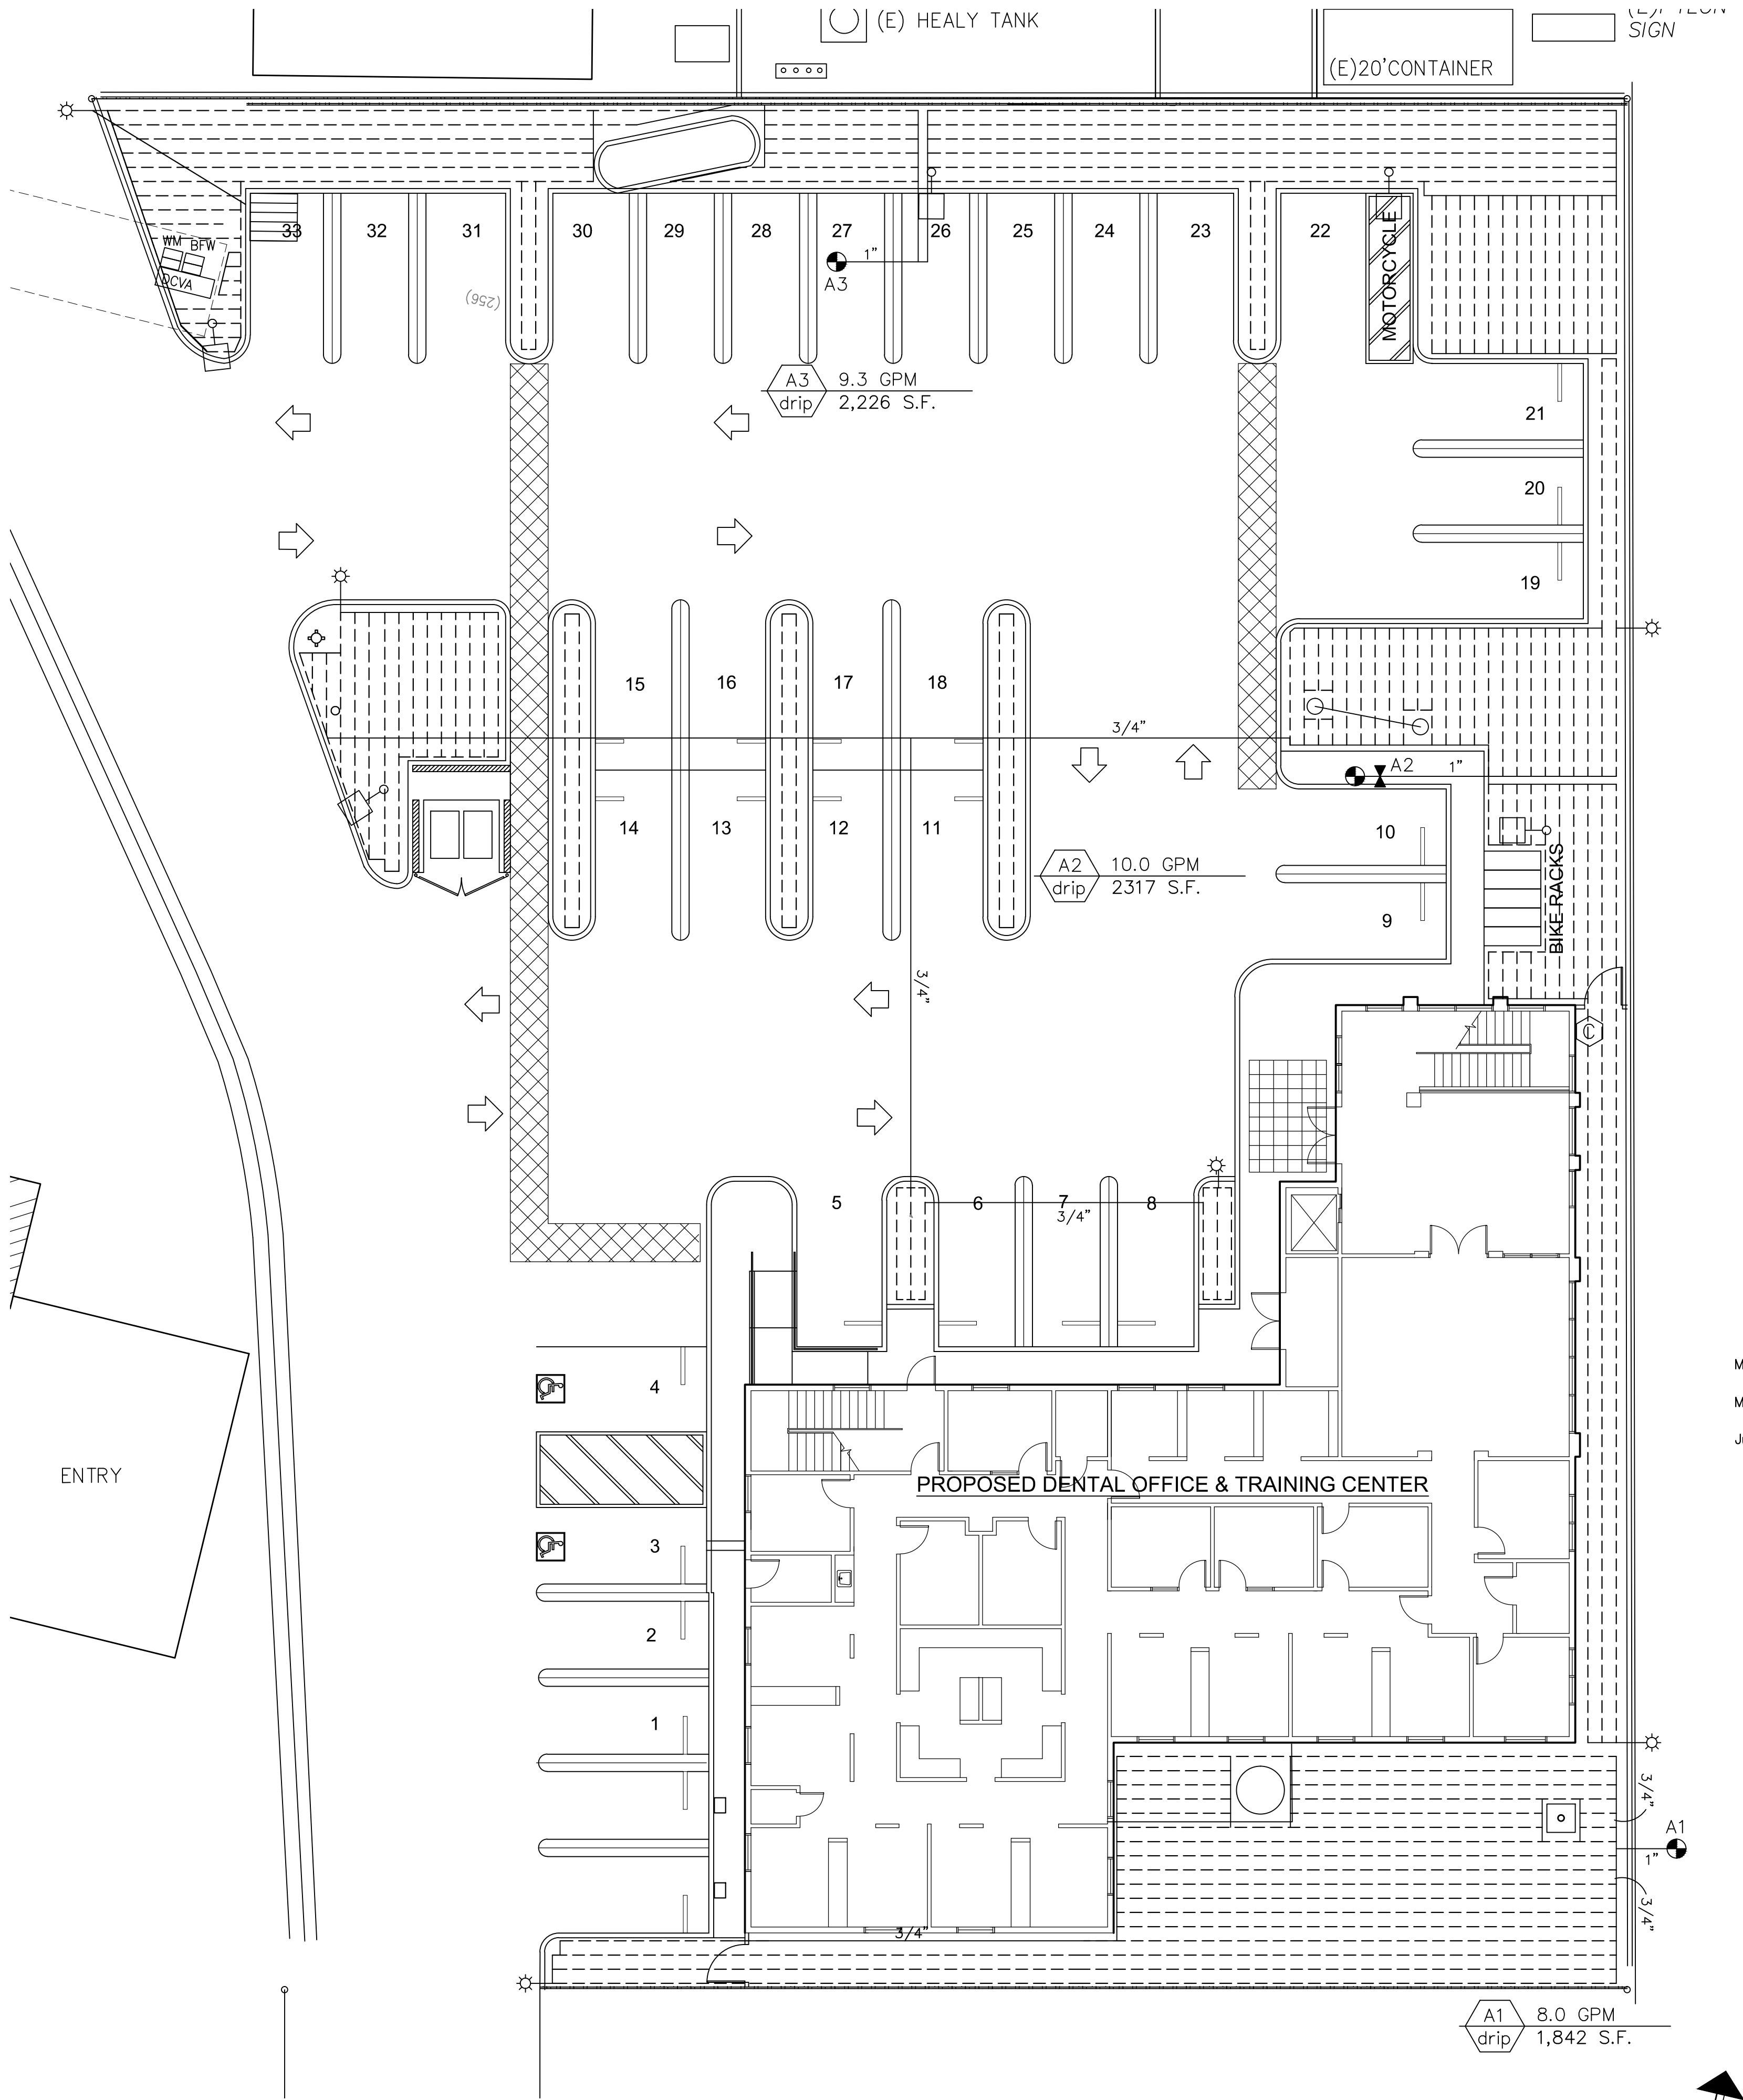 (E) HEALY TANK
SIGN
(E)20'CONTAINER
33
32
31
30
29
28
27
26
25
24
23
22
MOTORCYCLE
WM
BFW
DCVA
(256)
1"
A3
A3
drip
9.3 GPM
2,226 S.F.
21
20
19
15
16
17
18
3/4"
A2
1"
14
13
12
11
10
9
A2
drip
10.0 GPM
2317 S.F.
BIKE RACKS
3/4"
C
5
6
7
8
3/4"
4
ENTRY
PROPOSED DENTAL OFFICE & TRAINING CENTER
3
2
1
3/4"
A1
1"
3/4"
3/4"
A1
drip
8.0 GPM
1,842 S.F.